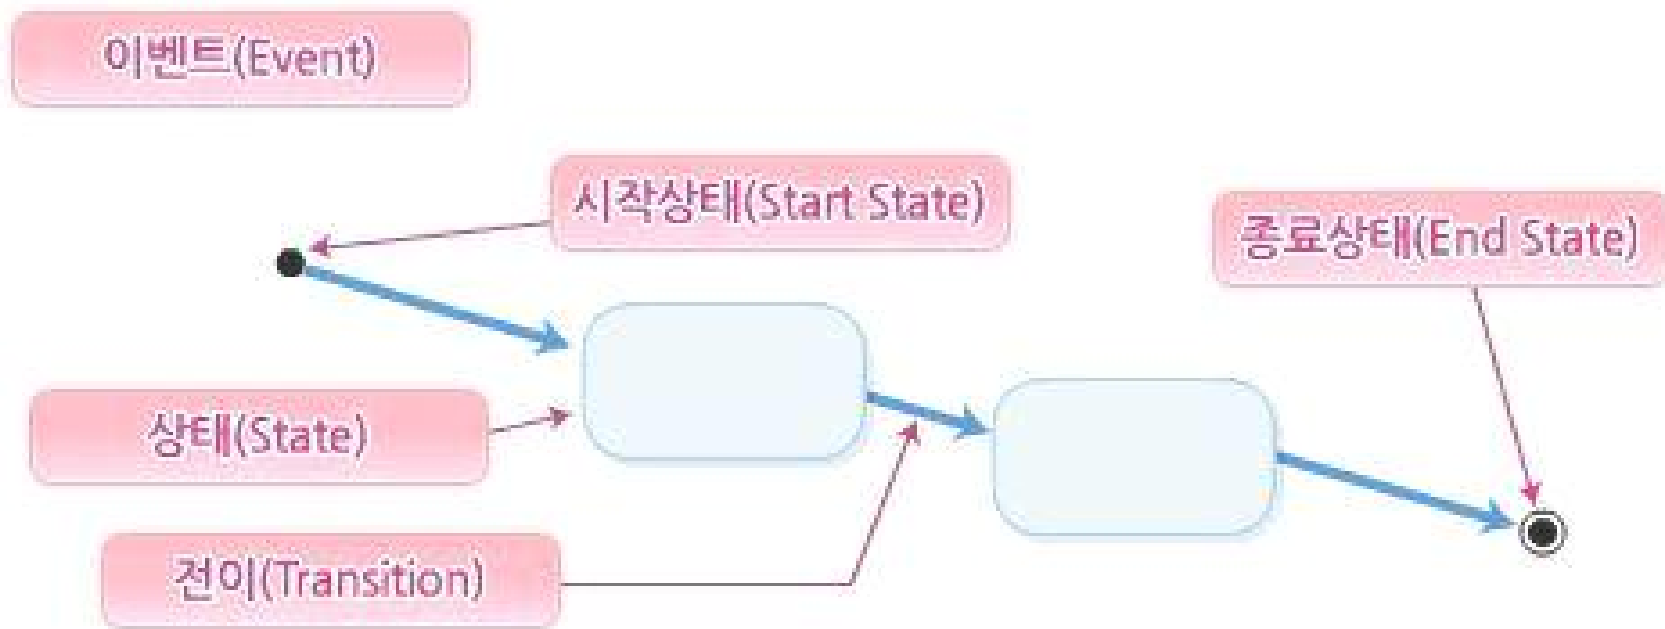 이벤트(Event)
시작상태(Start State)
종료상태(End State)
상태(State)
전이(Transition)